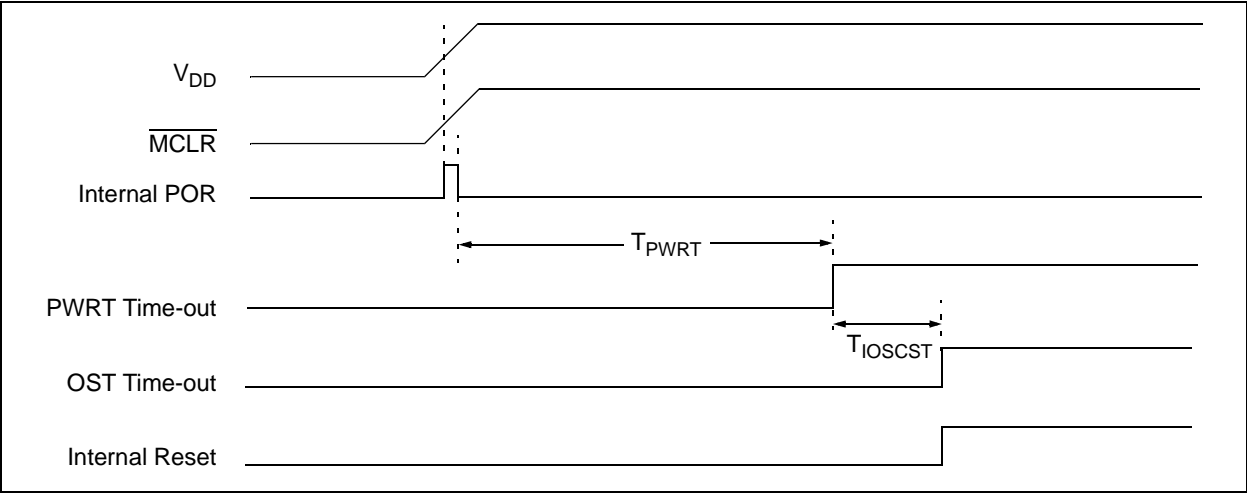 VDD
MCLR
Internal POR
TPWRT
PWRT Time-out
TIOSCST
OST Time-out
Internal Reset